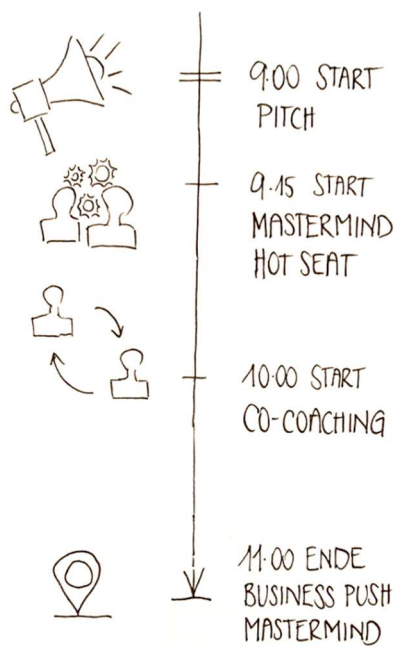 9:00 START
PITCH
9.15 START
MASTERMIND
HOT SEAT
10:00 START
CO-COACHING
11:00 ENDE
BUSINESS PUSH
MASTERMIND